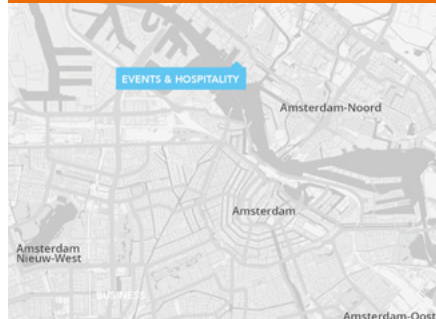 EVENTS & HOSPITALITY
Amsterdam-Noord
Amsterdam
Amsterdam
Nieuw-West
BUSINESS
Amsterdam-Oost